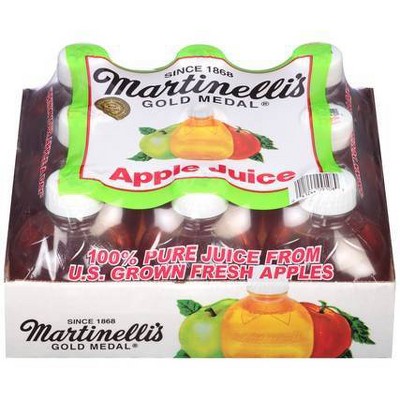 SINCE 1868
Martinelli's
GOLD MEDAL®
Apple Juice
100% PURE JUICE FROM
U.S. GROWN FRESH APPLES
SINCE 1868
Martinelli's
GOLD MEDAL®